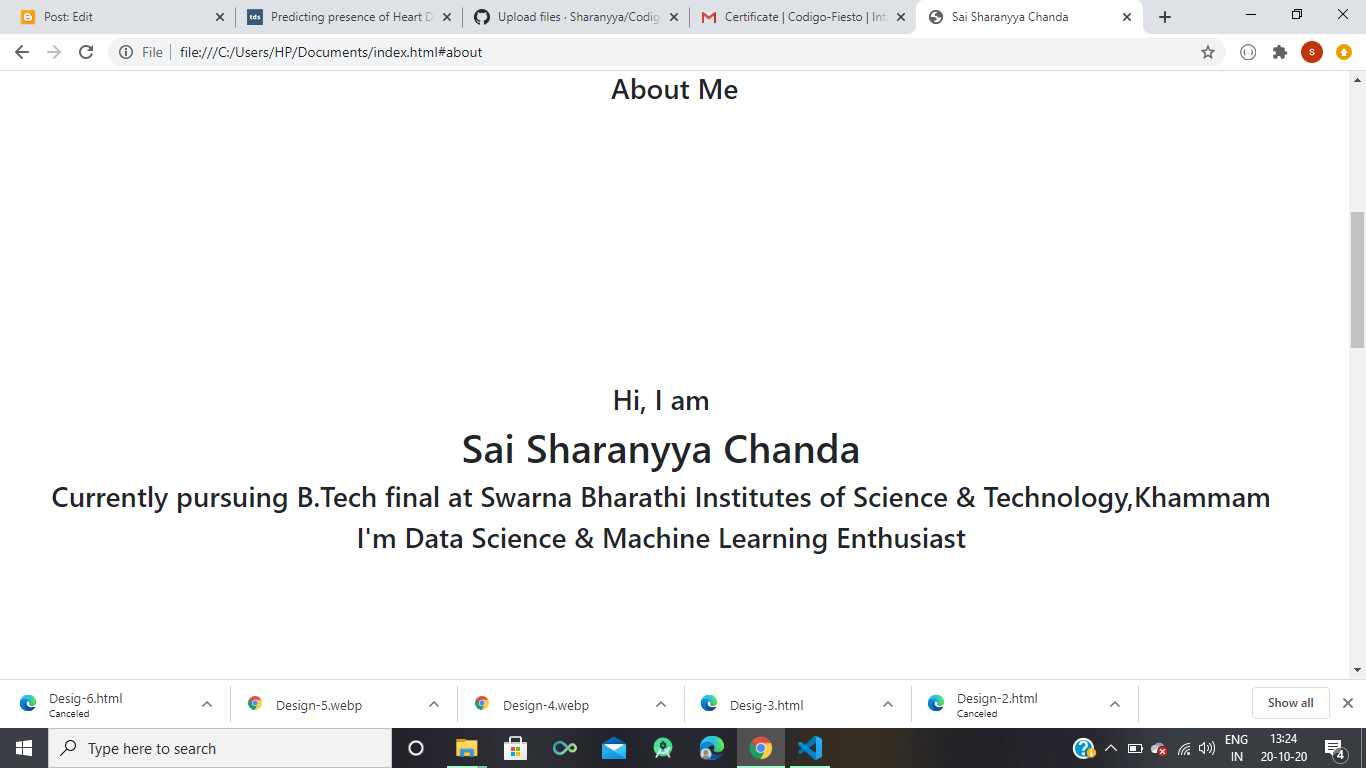 Post: Edit
tds
Predicting presence of Heart D
Upload files · Sharanyya/Codig
Certificate | Codigo-Fiesto | Int
Sai Sharanyya Chanda
File
file:///C:/Users/HP/Documents/index.html#about
S
About Me
Hi, I am
Sai Sharanyya Chanda
Currently pursuing B.Tech final at Swarna Bharathi Institutes of Science & Technology,Khammam
I'm Data Science & Machine Learning Enthusiast
Desig-6.html
Canceled
Design-5.webp
Design-4.webp
Desig-3.html
Design-2.html
Canceled
Show all
Type here to search
ENG
IN
13:24
20-10-20
4